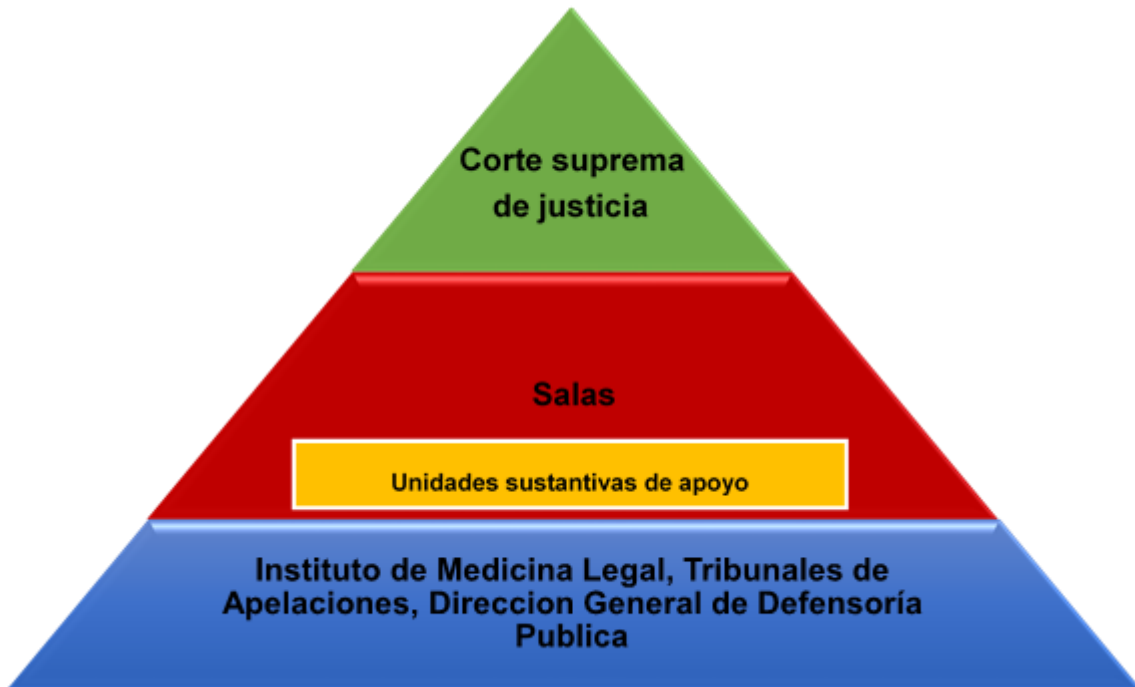 Corte suprema
de justicia
Salas
Unidades sustantivas de apoyo
Instituto de Medicina Legal, Tribunales de
Apelaciones, Direccion General de Defensoría
Publica